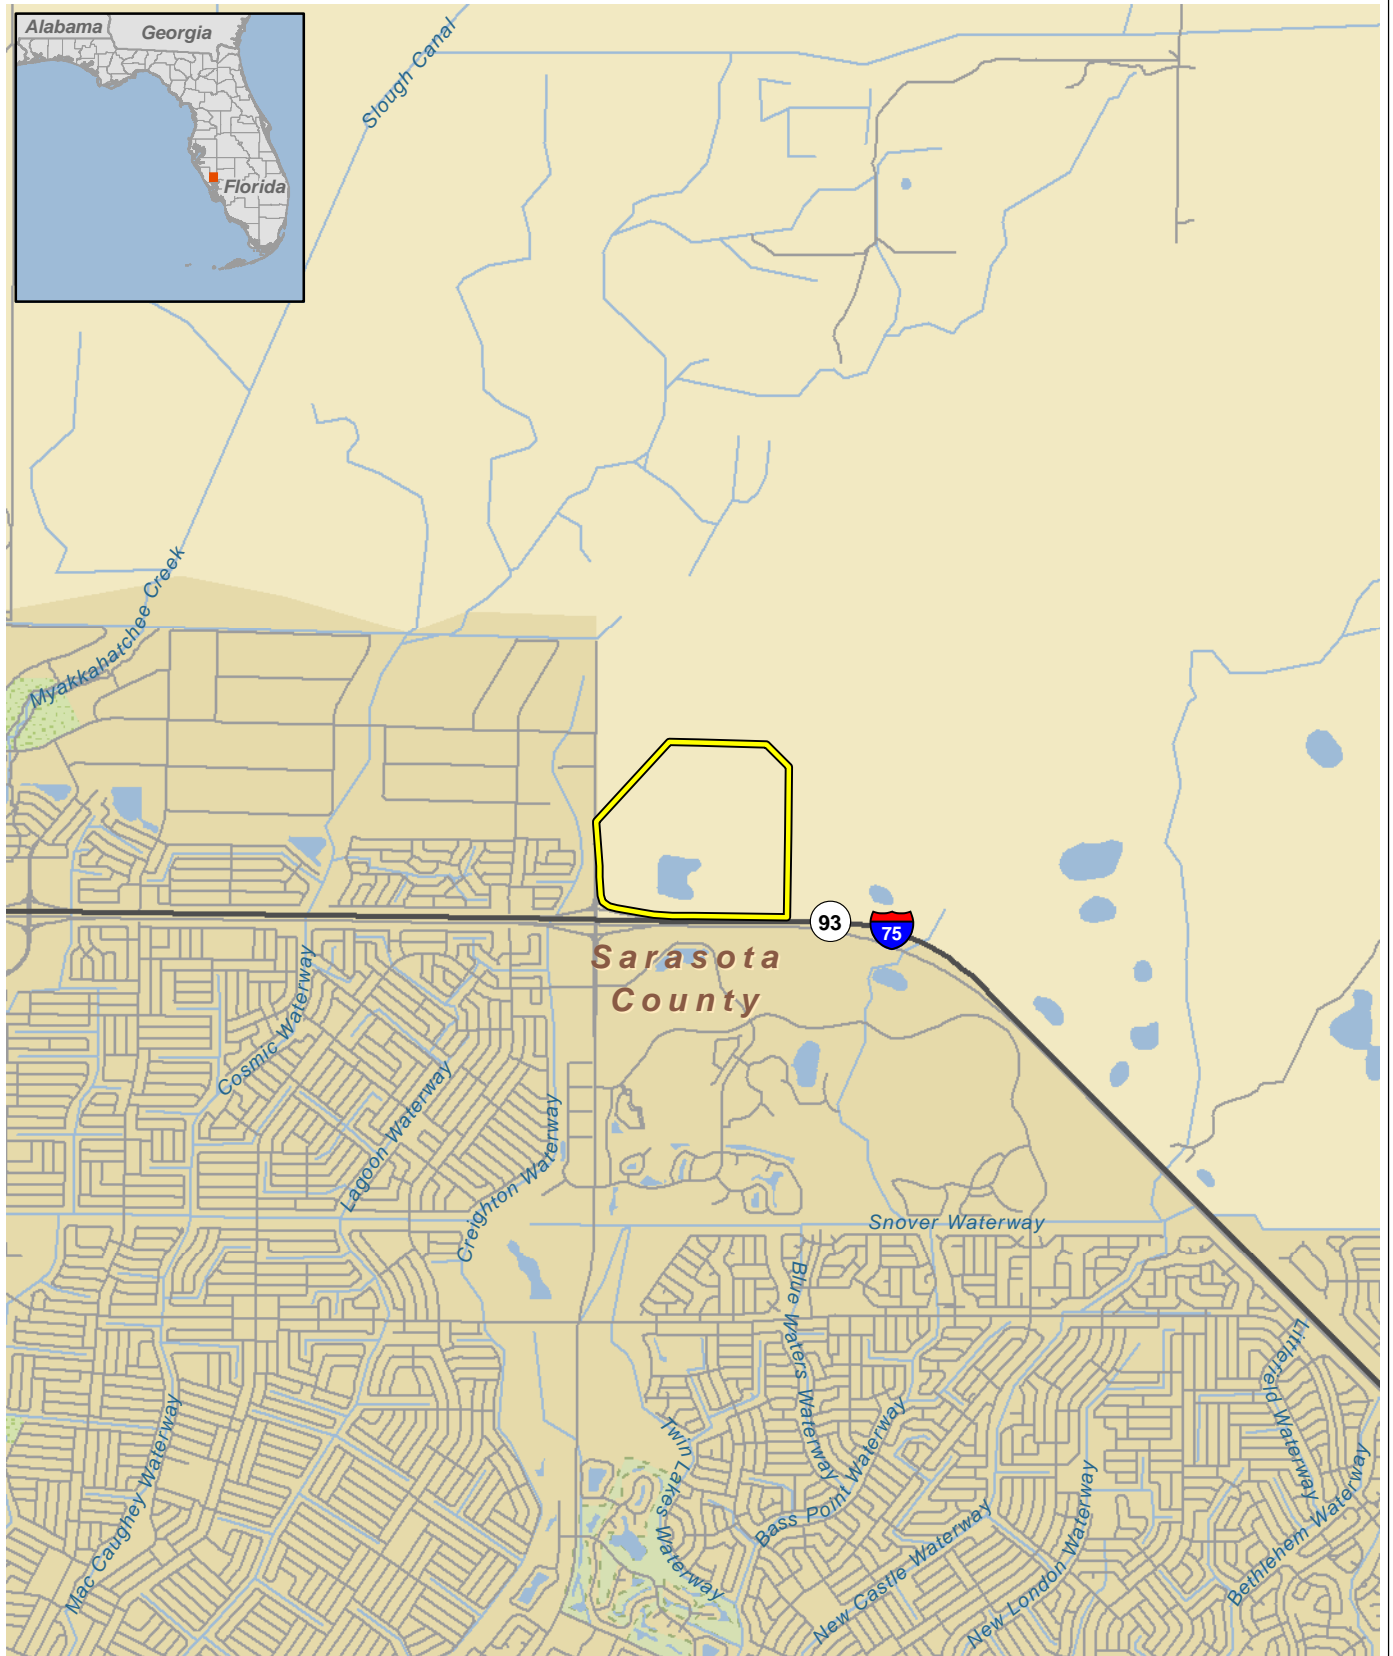 Alabama
Georgia
Florida
Slough Canal
Myakkahatchee Creek
93
75
Sarasota
County
Cosmic Waterway
Lagoon Waterway
Creighton Waterway
Snover Waterway
Blue Waters Waterway
Littlefield Waterway
Mac Caughey Waterway
Twin Lakes Waterway
Bass Point Waterway
New Castle Waterway
New London Waterway
Bethlehem Waterway